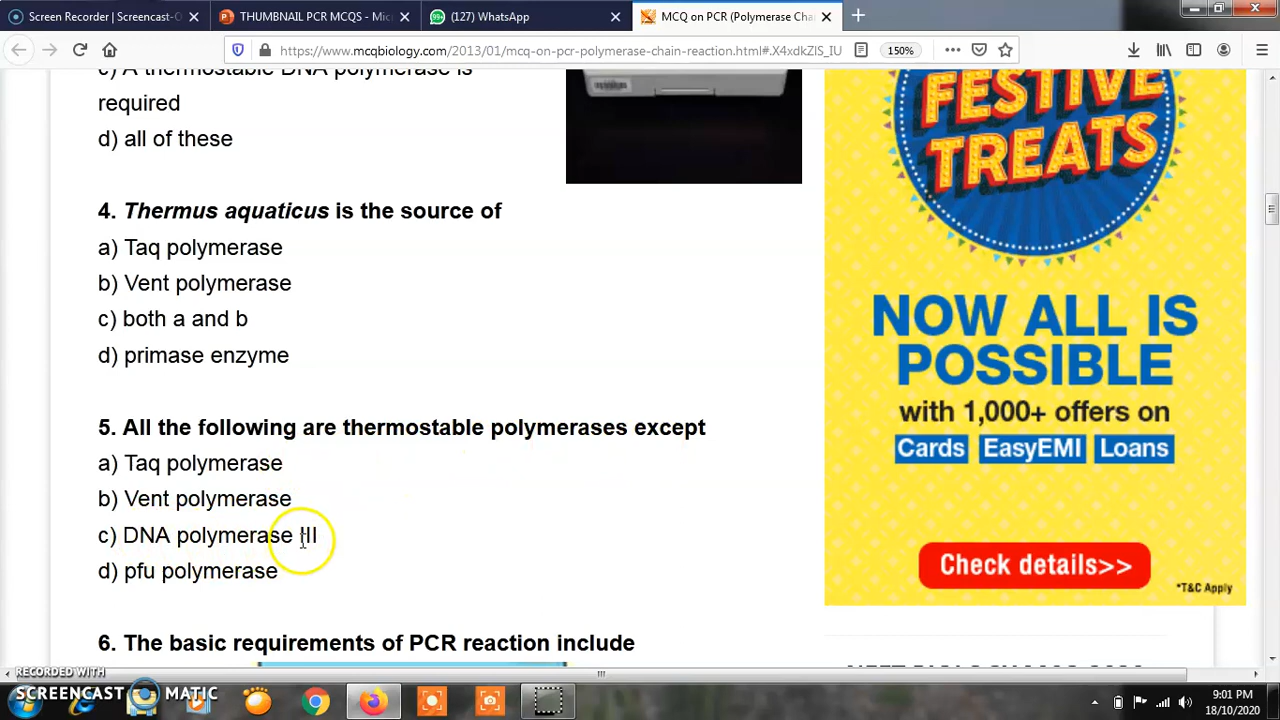 Screen Recorder | Screencast-O
THUMBNAIL PCR MCQS - Micr
(127) WhatsApp
MCQ on PCR (Polymerase Cha
https://www.mcqbiology.com/2013/01/mcq-on-pcr-polymerase-chain-reaction.html#.X4xdkZlS_IU
150%
c) A thermostable DNA polymerase is
required
d) all of these
4. Thermus aquaticus is the source of
a) Taq polymerase
b) Vent polymerase
c) both a and b
d) primase enzyme
5. All the following are thermostable polymerases except
a) Taq polymerase
b) Vent polymerase
c) DNA polymerase III
d) pfu polymerase
6. The basic requirements of PCR reaction include
FESTIVE
TREATS
NOW ALL IS
POSSIBLE
with 1,000+ offers on
Cards EasyEMI Loans
Check details>>
*T&C Apply
RECORDED WITH
SCREENCAST MATIC
9:01 PM
18/10/2020